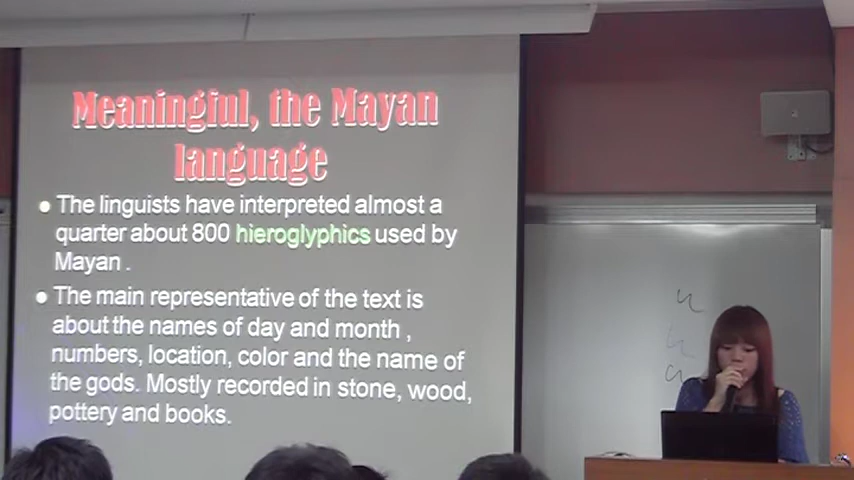 Meaningful, the Mayan
language
The linguists have interpreted almost a
quarter about 800 hieroglyphics used by
Mayan .
The main representative of the text is
about the names of day and month ,
numbers, location, color and the name of
the gods. Mostly recorded in stone, wood,
pottery and books.